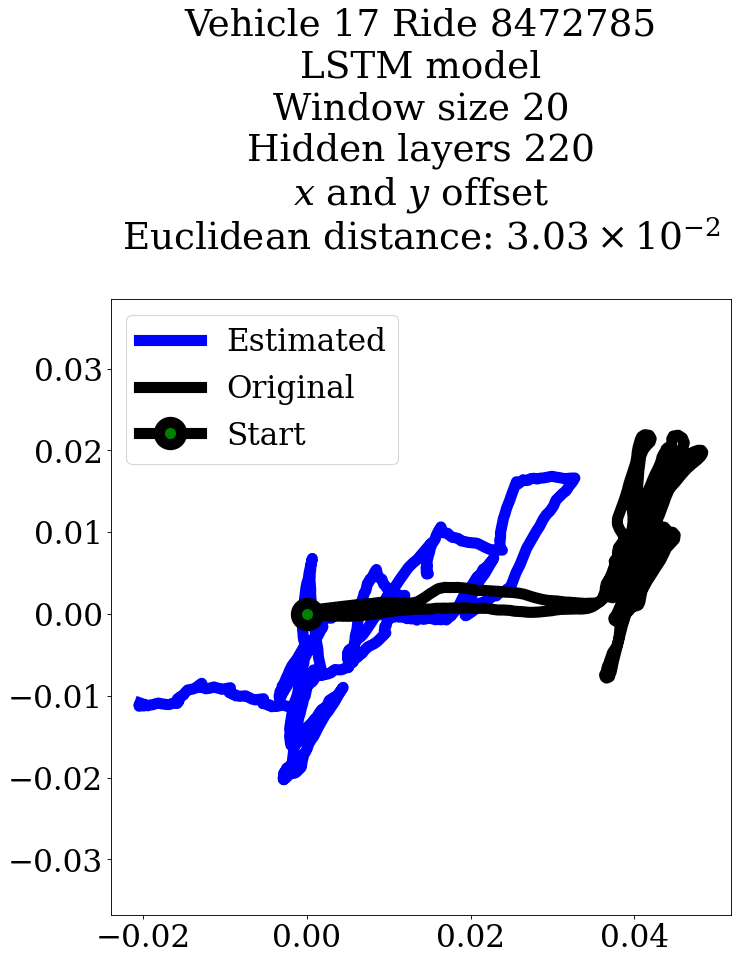 Vehicle 17 Ride 8472785
LSTM model
Window size 20
Hidden layers 220
x and y offset
Euclidean distance: 3.03 × 10⁻²
Estimated
Original
Start
0.03
0.02
0.01
0.00
−0.01
−0.02
−0.03
−0.02 0.00 0.02 0.04